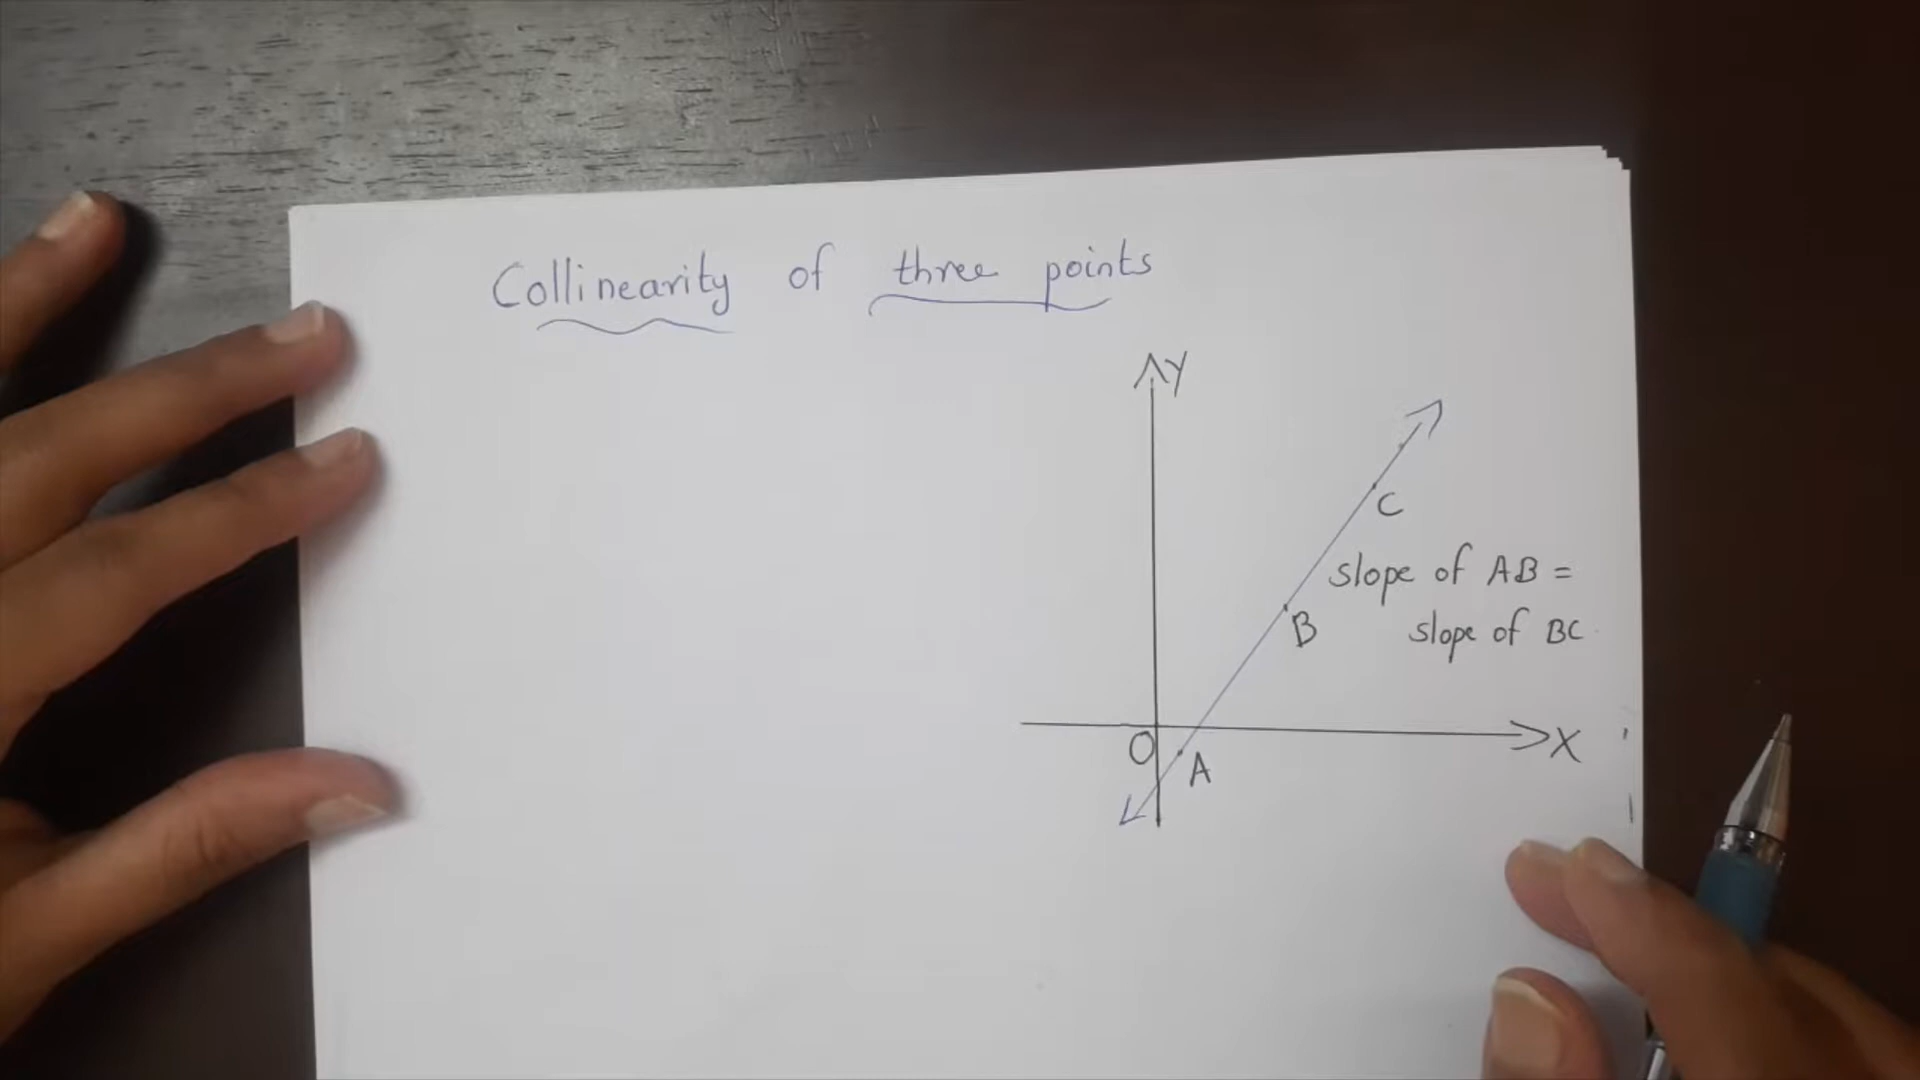 Collinearity of three points
Y
C
slope of AB =
B
slope of BC
O
X
A